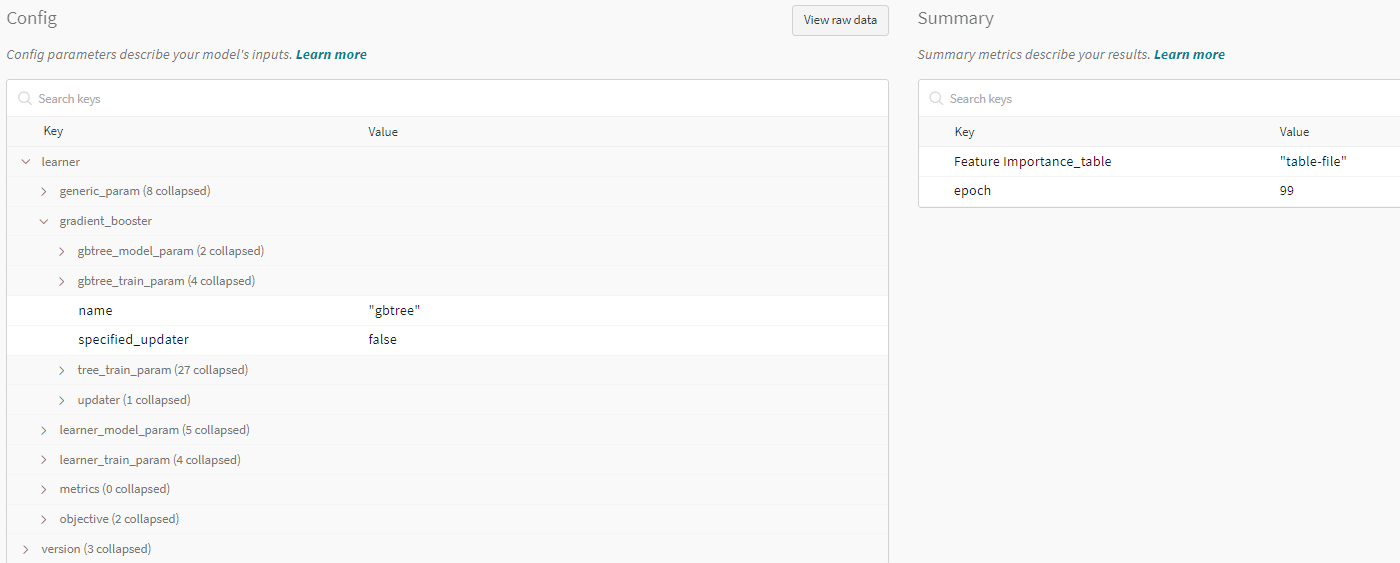 Config
View raw data
Config parameters describe your model's inputs. Learn more
Search keys
Key Value
learner
generic_param (8 collapsed)
gradient_booster
gbtree_model_param (2 collapsed)
gbtree_train_param (4 collapsed)
name "gbtree"
specified_updater false
tree_train_param (27 collapsed)
updater (1 collapsed)
learner_model_param (5 collapsed)
learner_train_param (4 collapsed)
metrics (0 collapsed)
objective (2 collapsed)
version (3 collapsed)
Summary
Summary metrics describe your results. Learn more
Search keys
Key Value
Feature Importance_table "table-file"
epoch 99